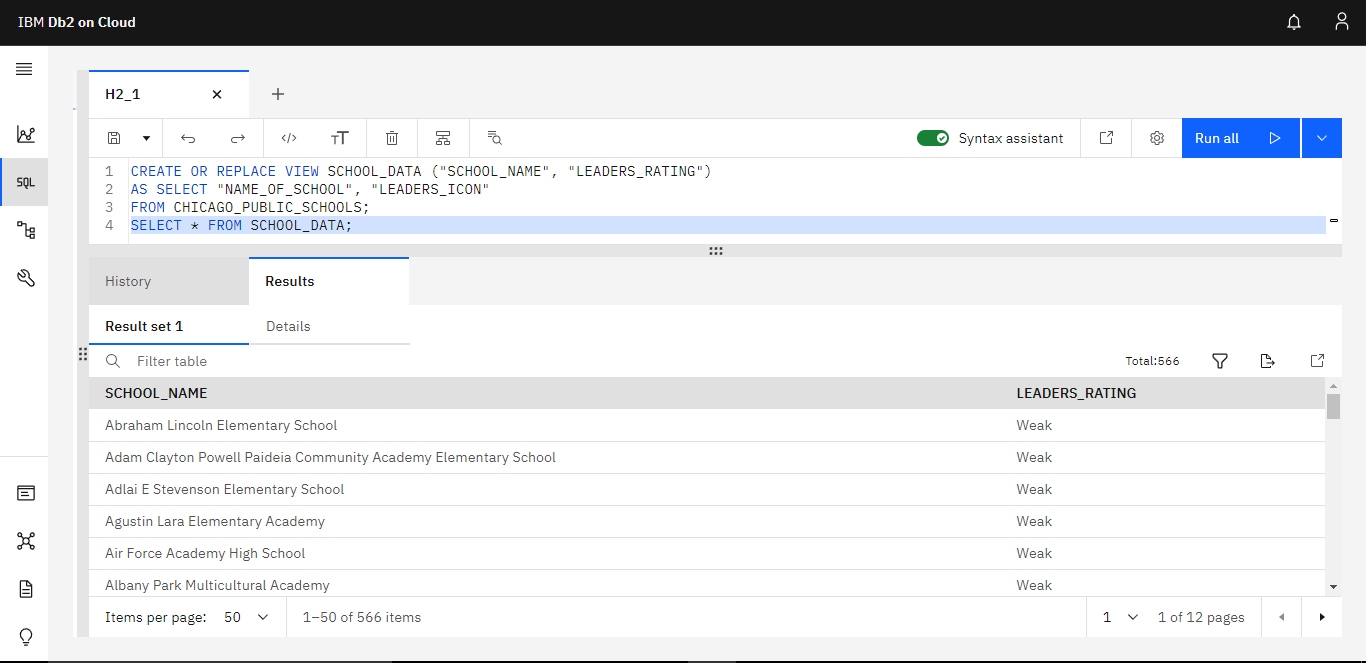 IBM Db2 on Cloud
H2_1
Syntax assistant
Run all
SQL
1 CREATE OR REPLACE VIEW SCHOOL_DATA ("SCHOOL_NAME", "LEADERS_RATING")
2 AS SELECT "NAME_OF_SCHOOL", "LEADERS_ICON"
3 FROM CHICAGO_PUBLIC_SCHOOLS;
4 SELECT * FROM SCHOOL_DATA;
History Results
Result set 1 Details
Filter table Total:566
SCHOOL_NAME LEADERS_RATING
Abraham Lincoln Elementary School Weak
Adam Clayton Powell Paideia Community Academy Elementary School Weak
Adlai E Stevenson Elementary School Weak
Agustin Lara Elementary Academy Weak
Air Force Academy High School Weak
Albany Park Multicultural Academy Weak
Items per page: 50 1–50 of 566 items 1 1 of 12 pages